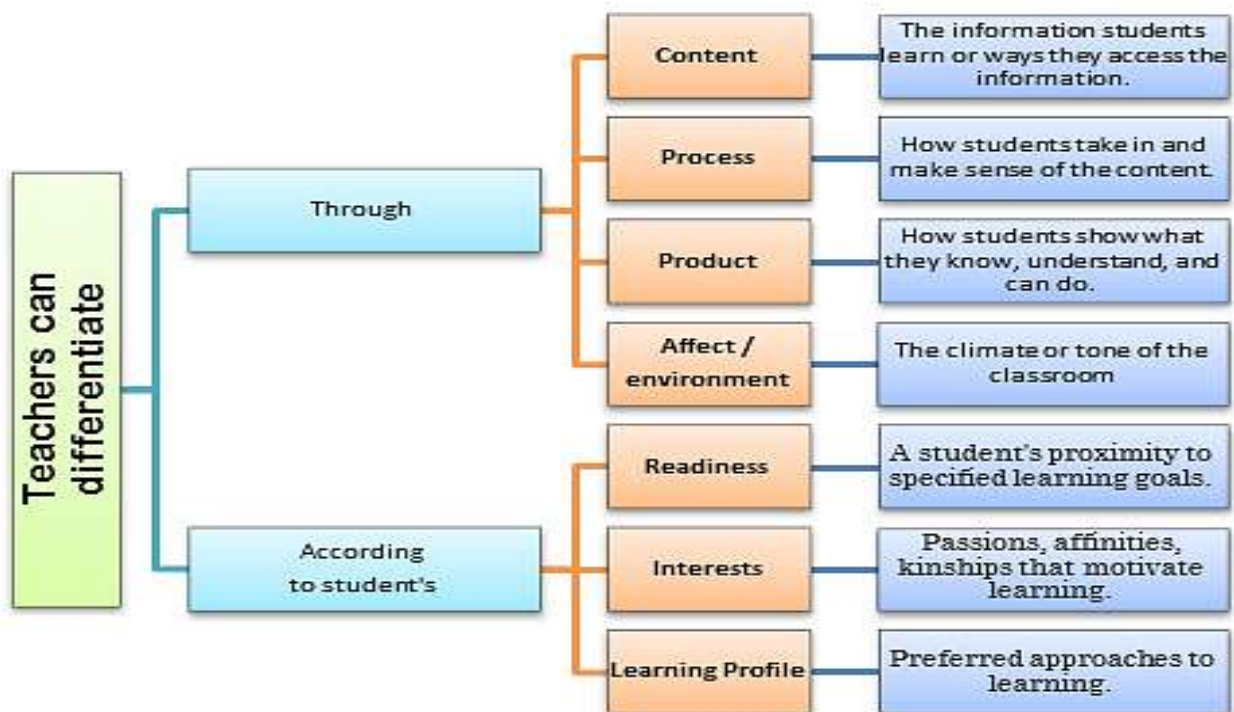 Teachers can
differentiate
Through
Content
The information students
learn or ways they access the
information.
Process
How students take in and
make sense of the content.
Product
How students show what
they know, understand, and
can do.
Affect /
environment
The climate or tone of the
classroom
According
to student's
Readiness
A student's proximity to
specified learning goals.
Interests
Passions, affinities,
kinships that motivate
learning.
Learning Profile
Preferred approaches to
learning.